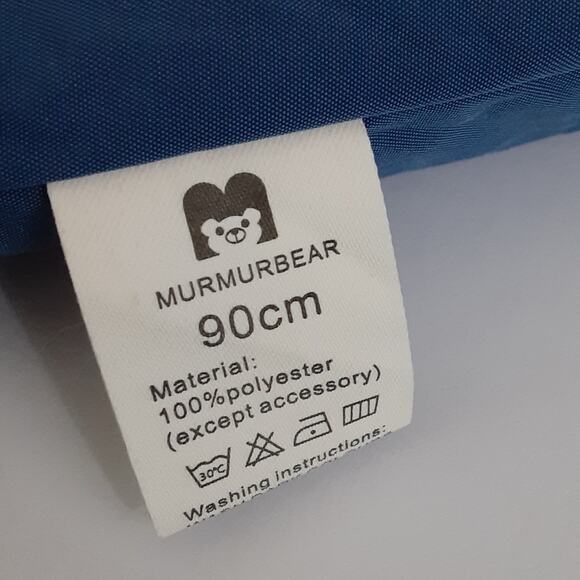 MURMURBEAR
90cm
Material:
100%polyester
(except accessory)
30℃
Washing instructions: